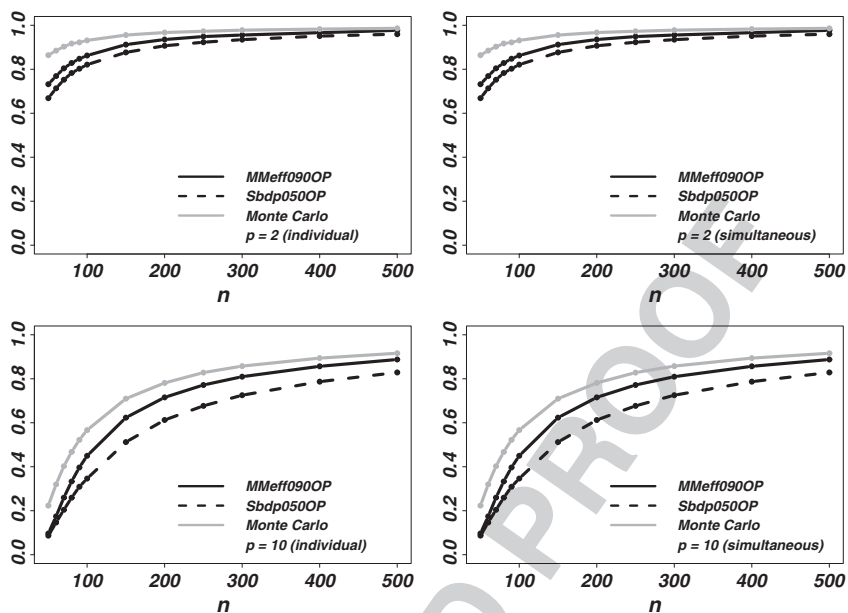 0.0 0.2 0.4 0.6 0.8 1.0
MMeff090OP
Sbdp050OP
Monte Carlo
p = 2 (individual)
100 200 300 400 500
n
0.0 0.2 0.4 0.6 0.8 1.0
MMeff090OP
Sbdp050OP
Monte Carlo
p = 2 (simultaneous)
100 200 300 400 500
n
0.0 0.2 0.4 0.6 0.8 1.0
MMeff090OP
Sbdp050OP
Monte Carlo
p = 10 (individual)
100 200 300 400 500
n
0.0 0.2 0.4 0.6 0.8 1.0
MMeff090OP
Sbdp050OP
Monte Carlo
p = 10 (simultaneous)
100 200 300 400 500
n
PROOF